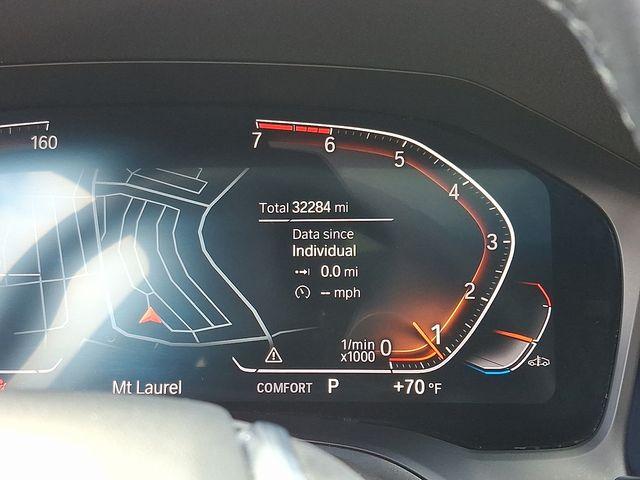 160
7
6
5
4
3
2
1
0
1/min
x1000
Total 32284 mi
Data since
Individual
0.0 mi
-- mph
Mt Laurel
COMFORT P +70 °F